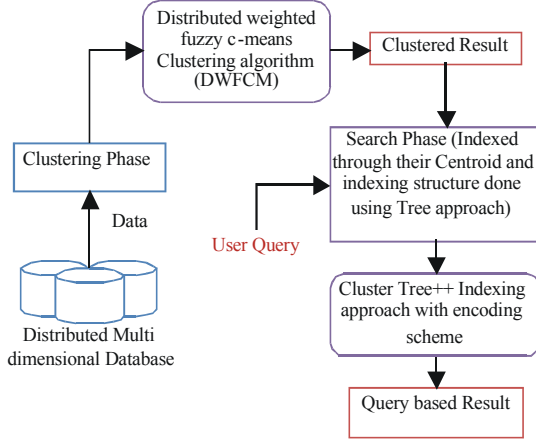 Distributed weighted
fuzzy c-means
Clustering algorithm
(DWFCM)
Clustered Result
Clustering Phase
Search Phase (Indexed
through their Centroid and
indexing structure done
using Tree approach)
Data
User Query
Distributed Multi
dimensional Database
Cluster Tree++ Indexing
approach with encoding
scheme
Query based Result